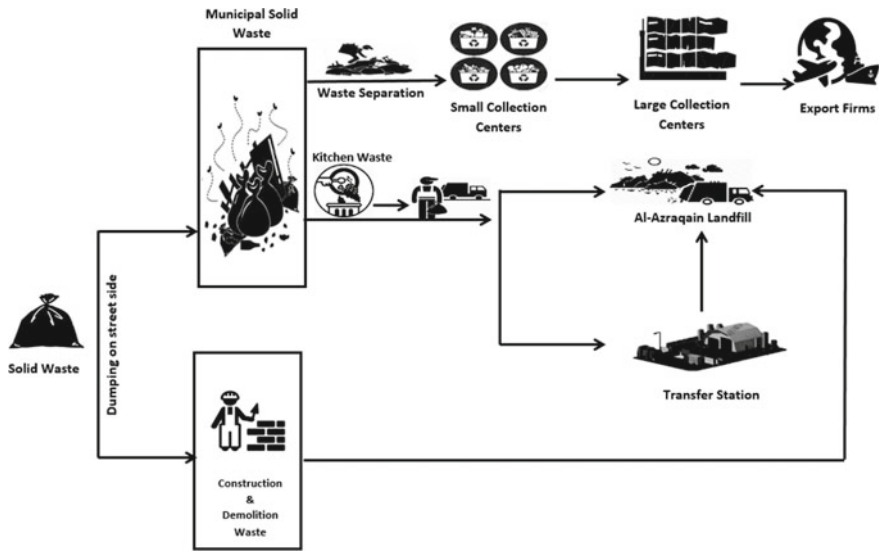 Municipal Solid
Waste
Waste Separation
Small Collection
Centers
Large Collection
Centers
Export Firms
Kitchen Waste
Al-Azraqain Landfill
Dumping on street side
Solid Waste
Transfer Station
Construction
&
Demolition
Waste